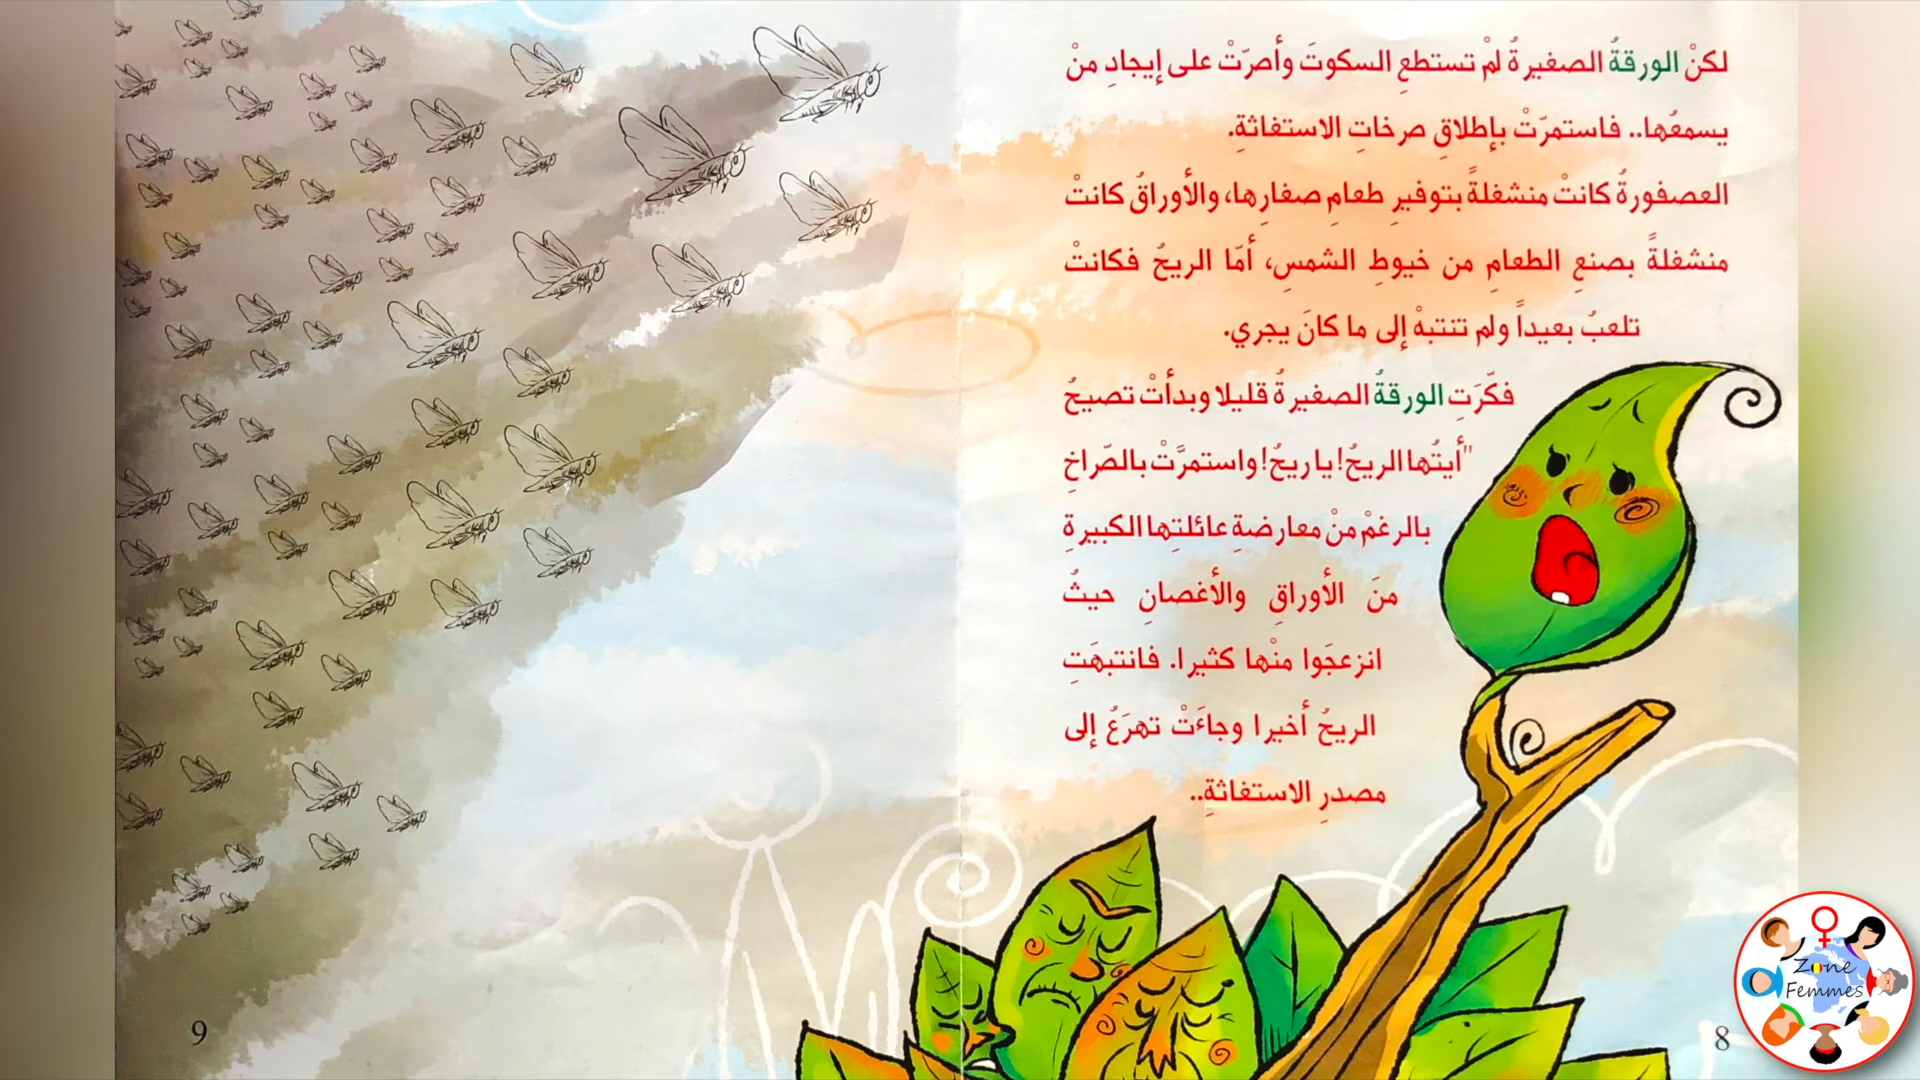 لكنْ الورقةُ الصغيرةُ لمْ تستطعِ السكوتَ وأصرّتْ على إيجادِ منْ
يسمعُها.. فاستمرّتْ بإطلاقِ صرخاتِ الاستغاثةِ.
العصفورةُ كانتْ منشغلةً بتوفيرِ طعامِ صغارِها، والأوراقُ كانتْ
منشغلةً بصنعِ الطعامِ من خيوطِ الشمسِ، أمّا الريحُ فكانتْ
تلعبُ بعيداً ولم تنتبهْ إلى ما كانَ يجري.
فكّرَتِ الورقةُ الصغيرةُ قليلا وبدأتْ تصيحُ
"أيتُها الريحُ! يا ريحُ! واستمرَّتْ بالصّراخِ
بالرغمْ منْ معارضةِ عائلتِها الكبيرةِ
منَ الأوراقِ والأغصانِ حيثُ
انزعجَوا منْها كثيرا. فانتبهَتِ
الريحُ أخيرا وجاءَتْ تهرَعُ إلى
مصدرِ الاستغاثةِ..
9
8
Zone
Femmes